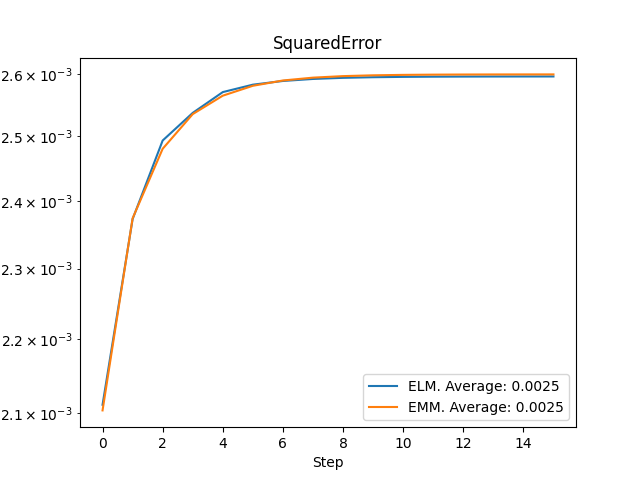 SquaredError
2.6 × 10⁻³
2.5 × 10⁻³
2.4 × 10⁻³
2.3 × 10⁻³
2.2 × 10⁻³
2.1 × 10⁻³
0 2 4 6 8 10 12 14
Step
ELM. Average: 0.0025
EMM. Average: 0.0025